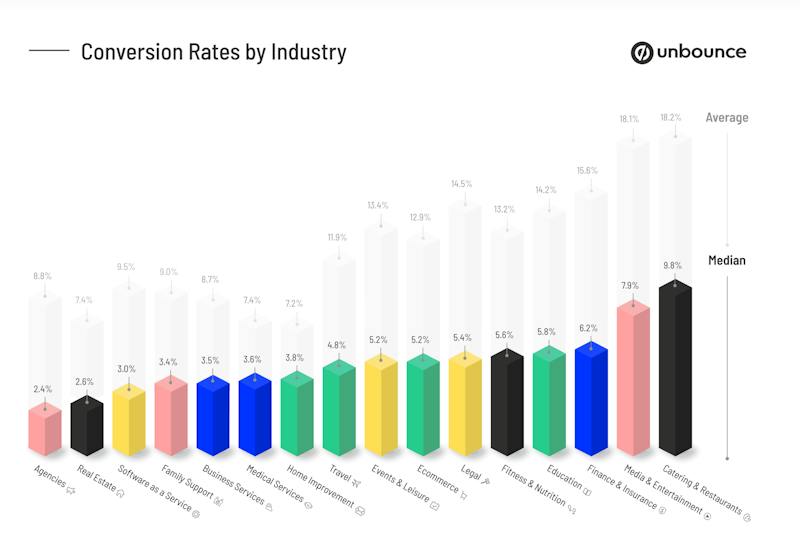 Conversion Rates by Industry
unbounce
18.1%
18.2%
Average
15.6%
14.5%
14.2%
13.4%
13.2%
12.9%
11.9%
9.5%
9.0%
8.8%
8.7%
7.4%
7.4%
7.2%
Median
9.8%
7.9%
6.2%
5.8%
5.6%
5.4%
5.2%
5.2%
4.8%
3.8%
3.6%
3.5%
3.4%
3.0%
2.6%
2.4%
Agencies
Real Estate
Software as a Service
Family Support
Business Services
Medical Services
Home Improvement
Travel
Events & Leisure
Ecommerce
Legal
Fitness & Nutrition
Education
Finance & Insurance
Media & Entertainment
Catering & Restaurants